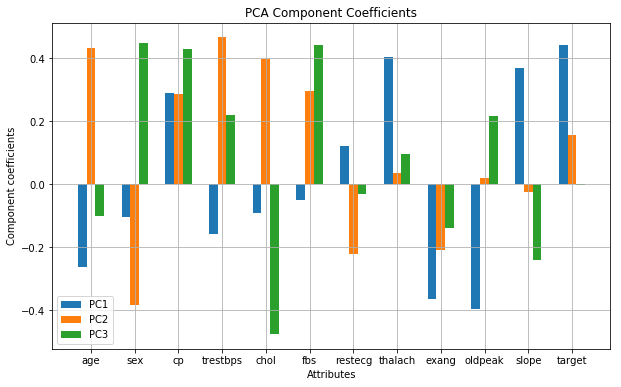 PCA Component Coefficients
Component coefficients
0.4
0.2
0.0
−0.2
−0.4
PC1
PC2
PC3
age sex cp trestbps chol fbs restecg thalach exang oldpeak slope target
Attributes